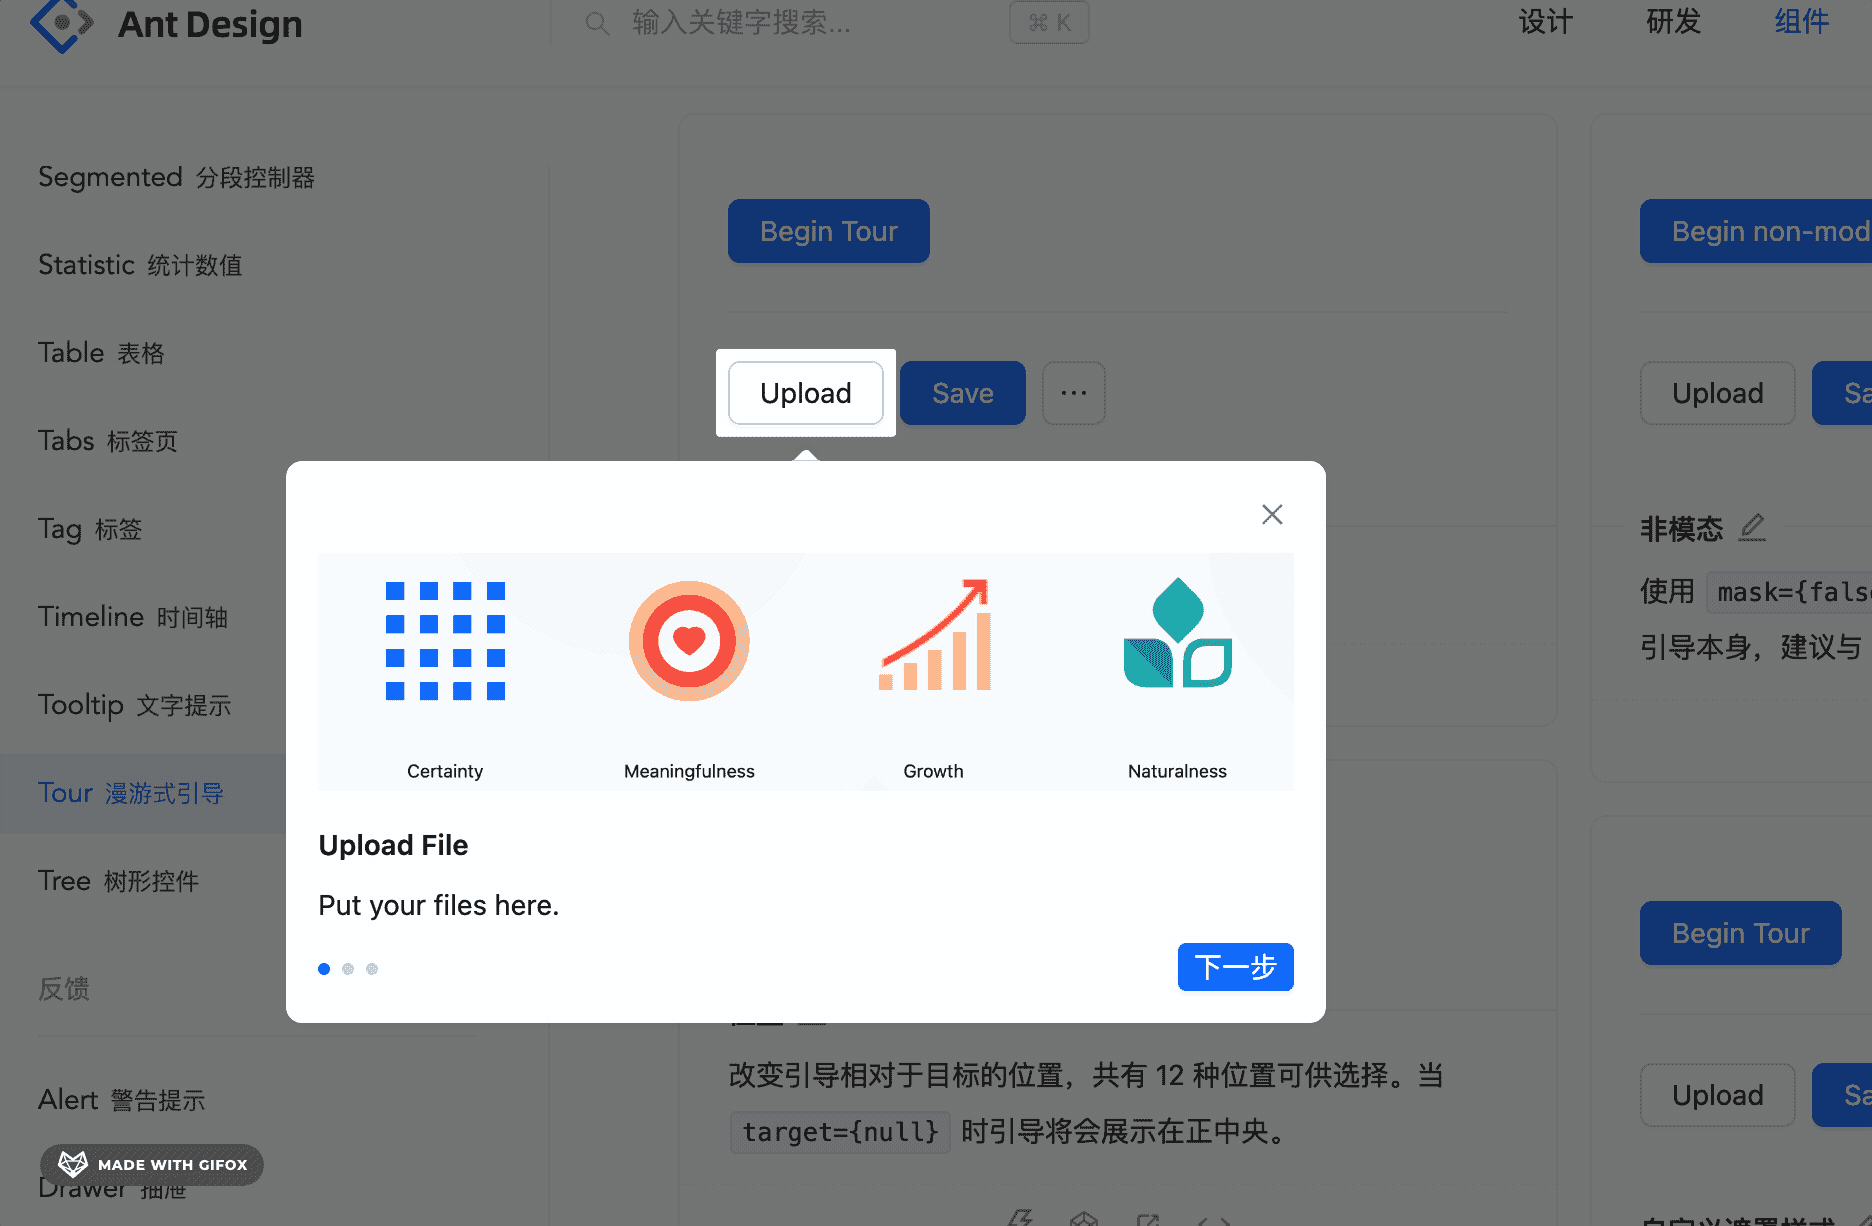 Ant Design
输入关键字搜索...
⌘ K
设计
研发
组件
Segmented 分段控制器
Statistic 统计数值
Table 表格
Tabs 标签页
Tag 标签
Timeline 时间轴
Tooltip 文字提示
Tour 漫游式引导
Tree 树形控件
反馈
Alert 警告提示
Drawer 抽屉
MADE WITH GIFOX
Begin Tour
Upload
Save
...
Certainty
Meaningfulness
Growth
Naturalness
Upload File
Put your files here.
下一步
改变引导相对于目标的位置，共有 12 种位置可供选择。当
target={null} 时引导将会展示在正中央。
Begin non-mod
Upload
Sa
非模态
使用 mask={fals
引导本身，建议与
Begin Tour
Upload
Sa
自定义遮罩样式